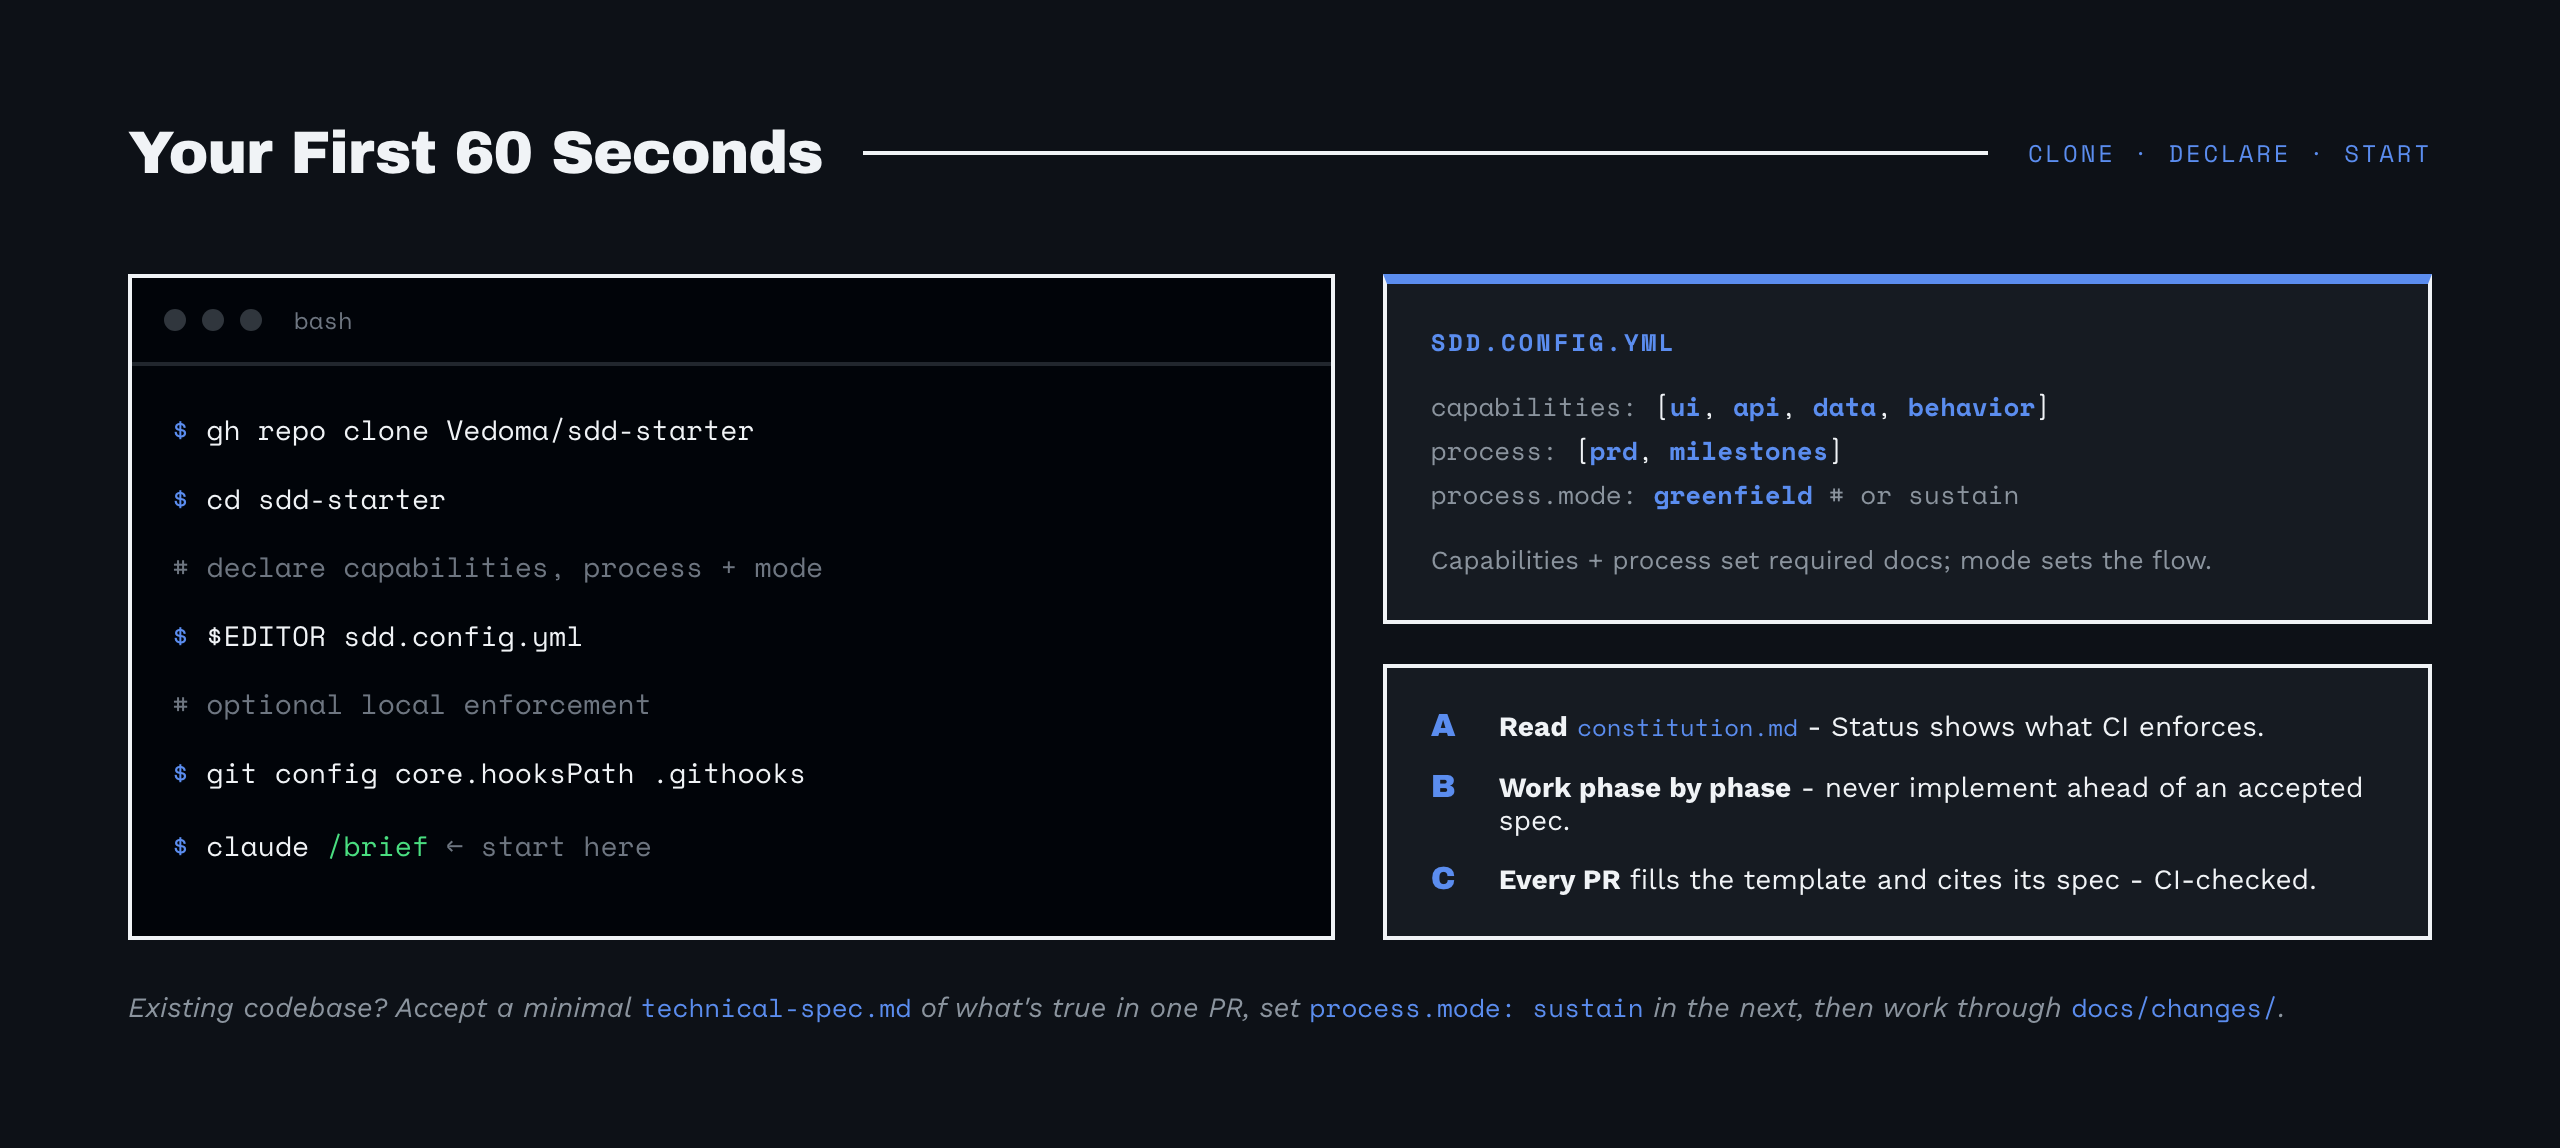 Your First 60 Seconds
CLONE · DECLARE · START
bash
$ gh repo clone Vedoma/sdd-starter
$ cd sdd-starter
# declare capabilities, process + mode
$ $EDITOR sdd.config.yml
# optional local enforcement
$ git config core.hooksPath .githooks
$ claude /brief ← start here
SDD.CONFIG.YML
capabilities: [ui, api, data, behavior]
process: [prd, milestones]
process.mode: greenfield # or sustain
Capabilities + process set required docs; mode sets the flow.
A Read constitution.md - Status shows what CI enforces.
B Work phase by phase - never implement ahead of an accepted
spec.
C Every PR fills the template and cites its spec - CI-checked.
Existing codebase? Accept a minimal technical-spec.md of what's true in one PR, set process.mode: sustain in the next, then work through docs/changes/.